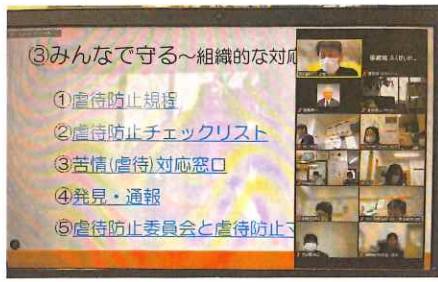 ③みんなで守る～組織的な対応
①虐待防止規程
②虐待防止チェックリスト
③苦情(虐待)対応窓口
④発見・通報
⑤虐待防止委員会と虐待防止マ